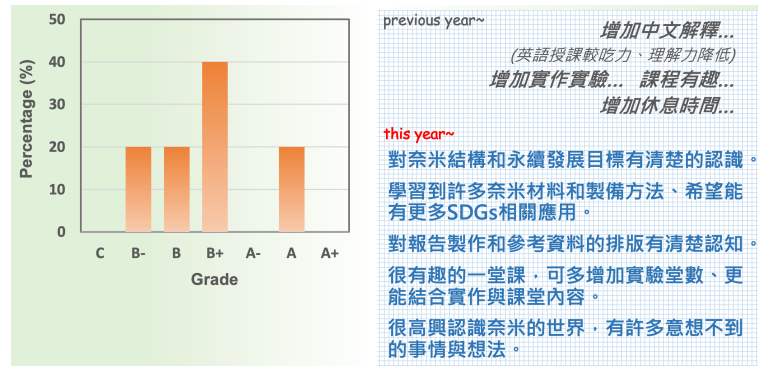 50
40
30
20
10
0
Percentage (%)
C B- B B+ A- A A+
Grade
previous year~
增加中文解釋...
(英語授課較吃力、理解力降低)
增加實作實驗... 課程有趣...
增加休息時間...
this year~
對奈米結構和永續發展目標有清楚的認識。
學習到許多奈米材料和製備方法、希望能
有更多SDGs相關應用。
對報告製作和參考資料的排版有清楚認知。
很有趣的一堂課，可多增加實驗堂數、更
能結合實作與課堂內容。
很高興認識奈米的世界，有許多意想不到
的事情與想法。